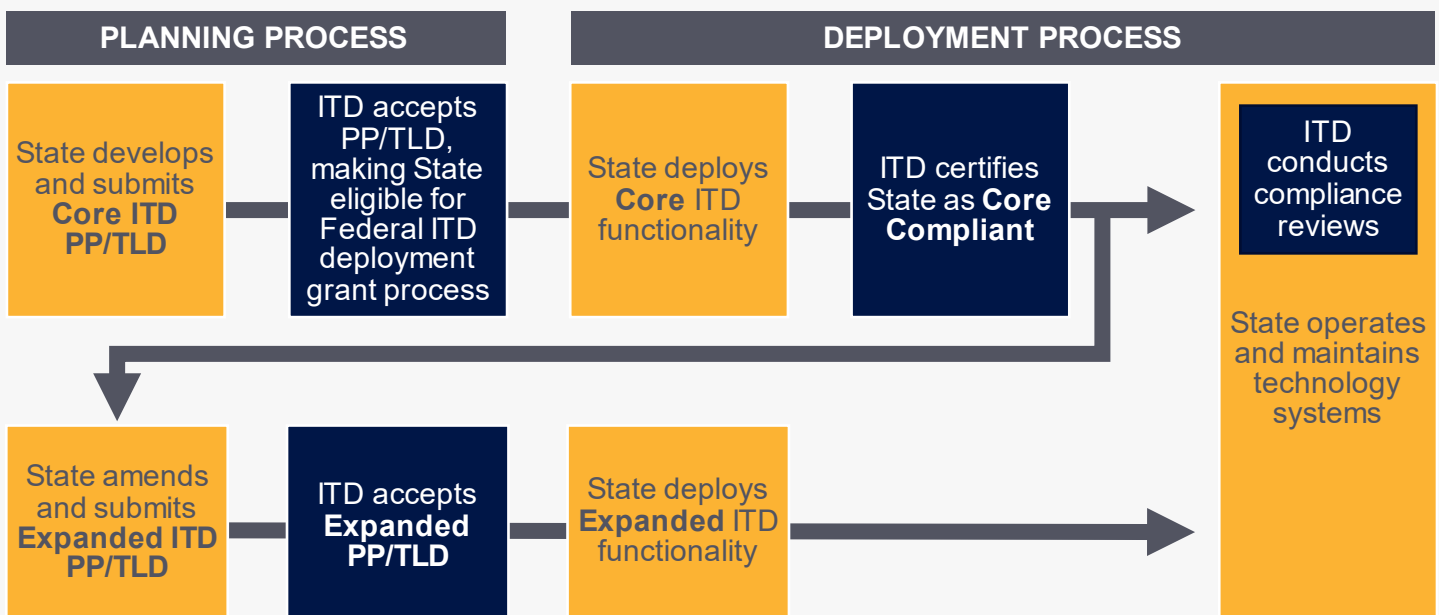 PLANNING PROCESS
DEPLOYMENT PROCESS
State develops
and submits
Core ITD
PP/TLD
ITD accepts
PP/TLD,
making State
eligible for
Federal ITD
deployment
grant process
State deploys
Core ITD
functionality
ITD certifies
State as Core
Compliant
ITD
conducts
compliance
reviews
State operates
and maintains
technology
systems
State amends
and submits
Expanded ITD
PP/TLD
ITD accepts
Expanded
PP/TLD
State deploys
Expanded ITD
functionality